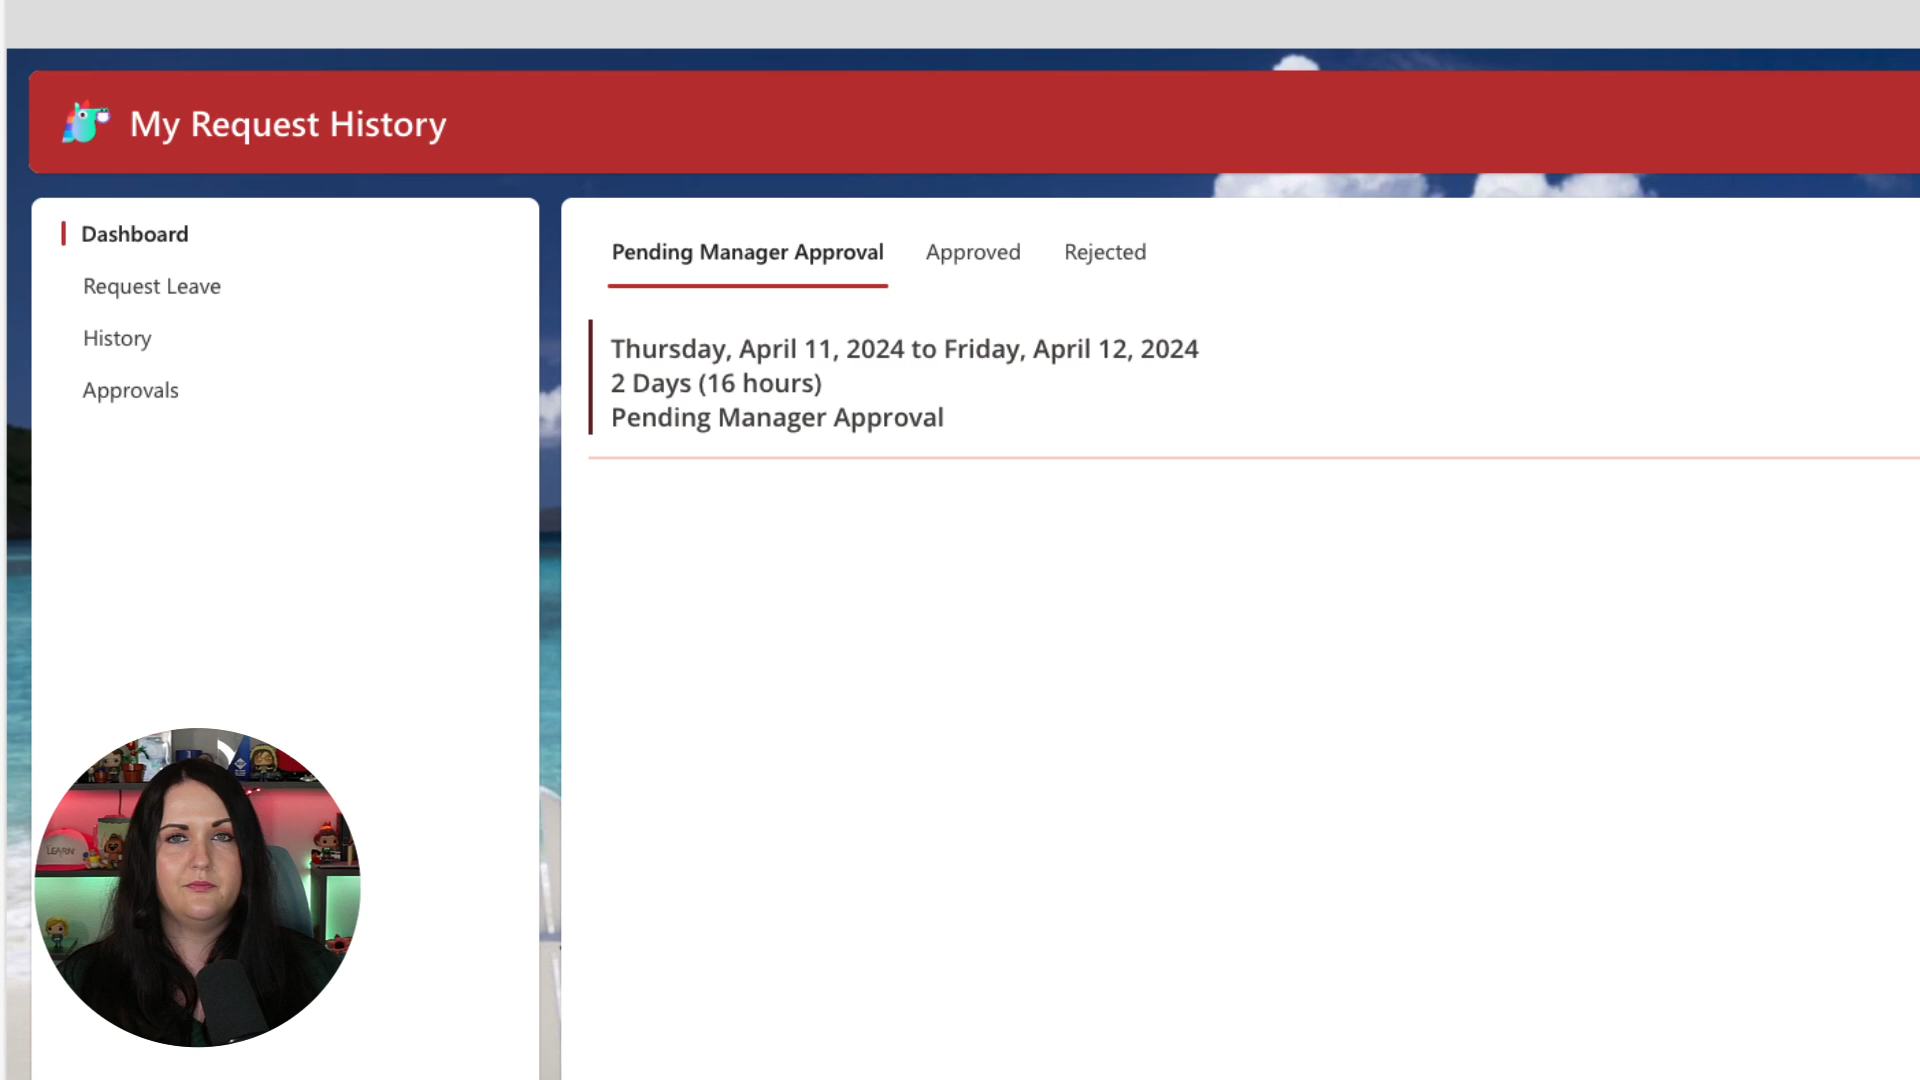 My Request History
Dashboard
Request Leave
History
Approvals
Pending Manager Approval Approved Rejected
Thursday, April 11, 2024 to Friday, April 12, 2024
2 Days (16 hours)
Pending Manager Approval
LEARN